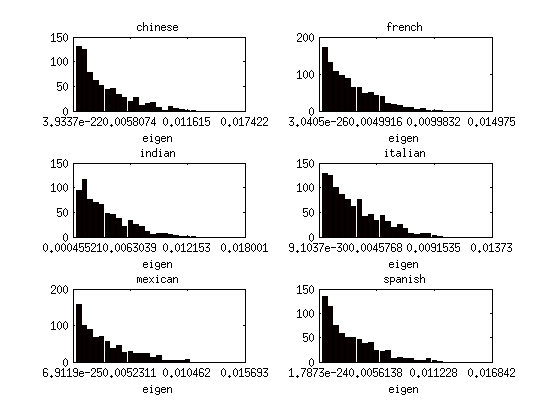 chinese
150
100
50
0
3.9337e-220.0058074 0.011615 0.017422
eigen
french
200
150
100
50
0
3.0405e-260.0049916 0.0099832 0.014975
eigen
indian
150
100
50
0
0.000455210.0063039 0.012153 0.018001
eigen
italian
150
100
50
0
9.1037e-300.0045768 0.0091535 0.01373
eigen
mexican
200
100
0
6.9119e-250.0052311 0.010462 0.015693
eigen
spanish
150
100
50
0
1.7873e-240.0056138 0.011228 0.016842
eigen